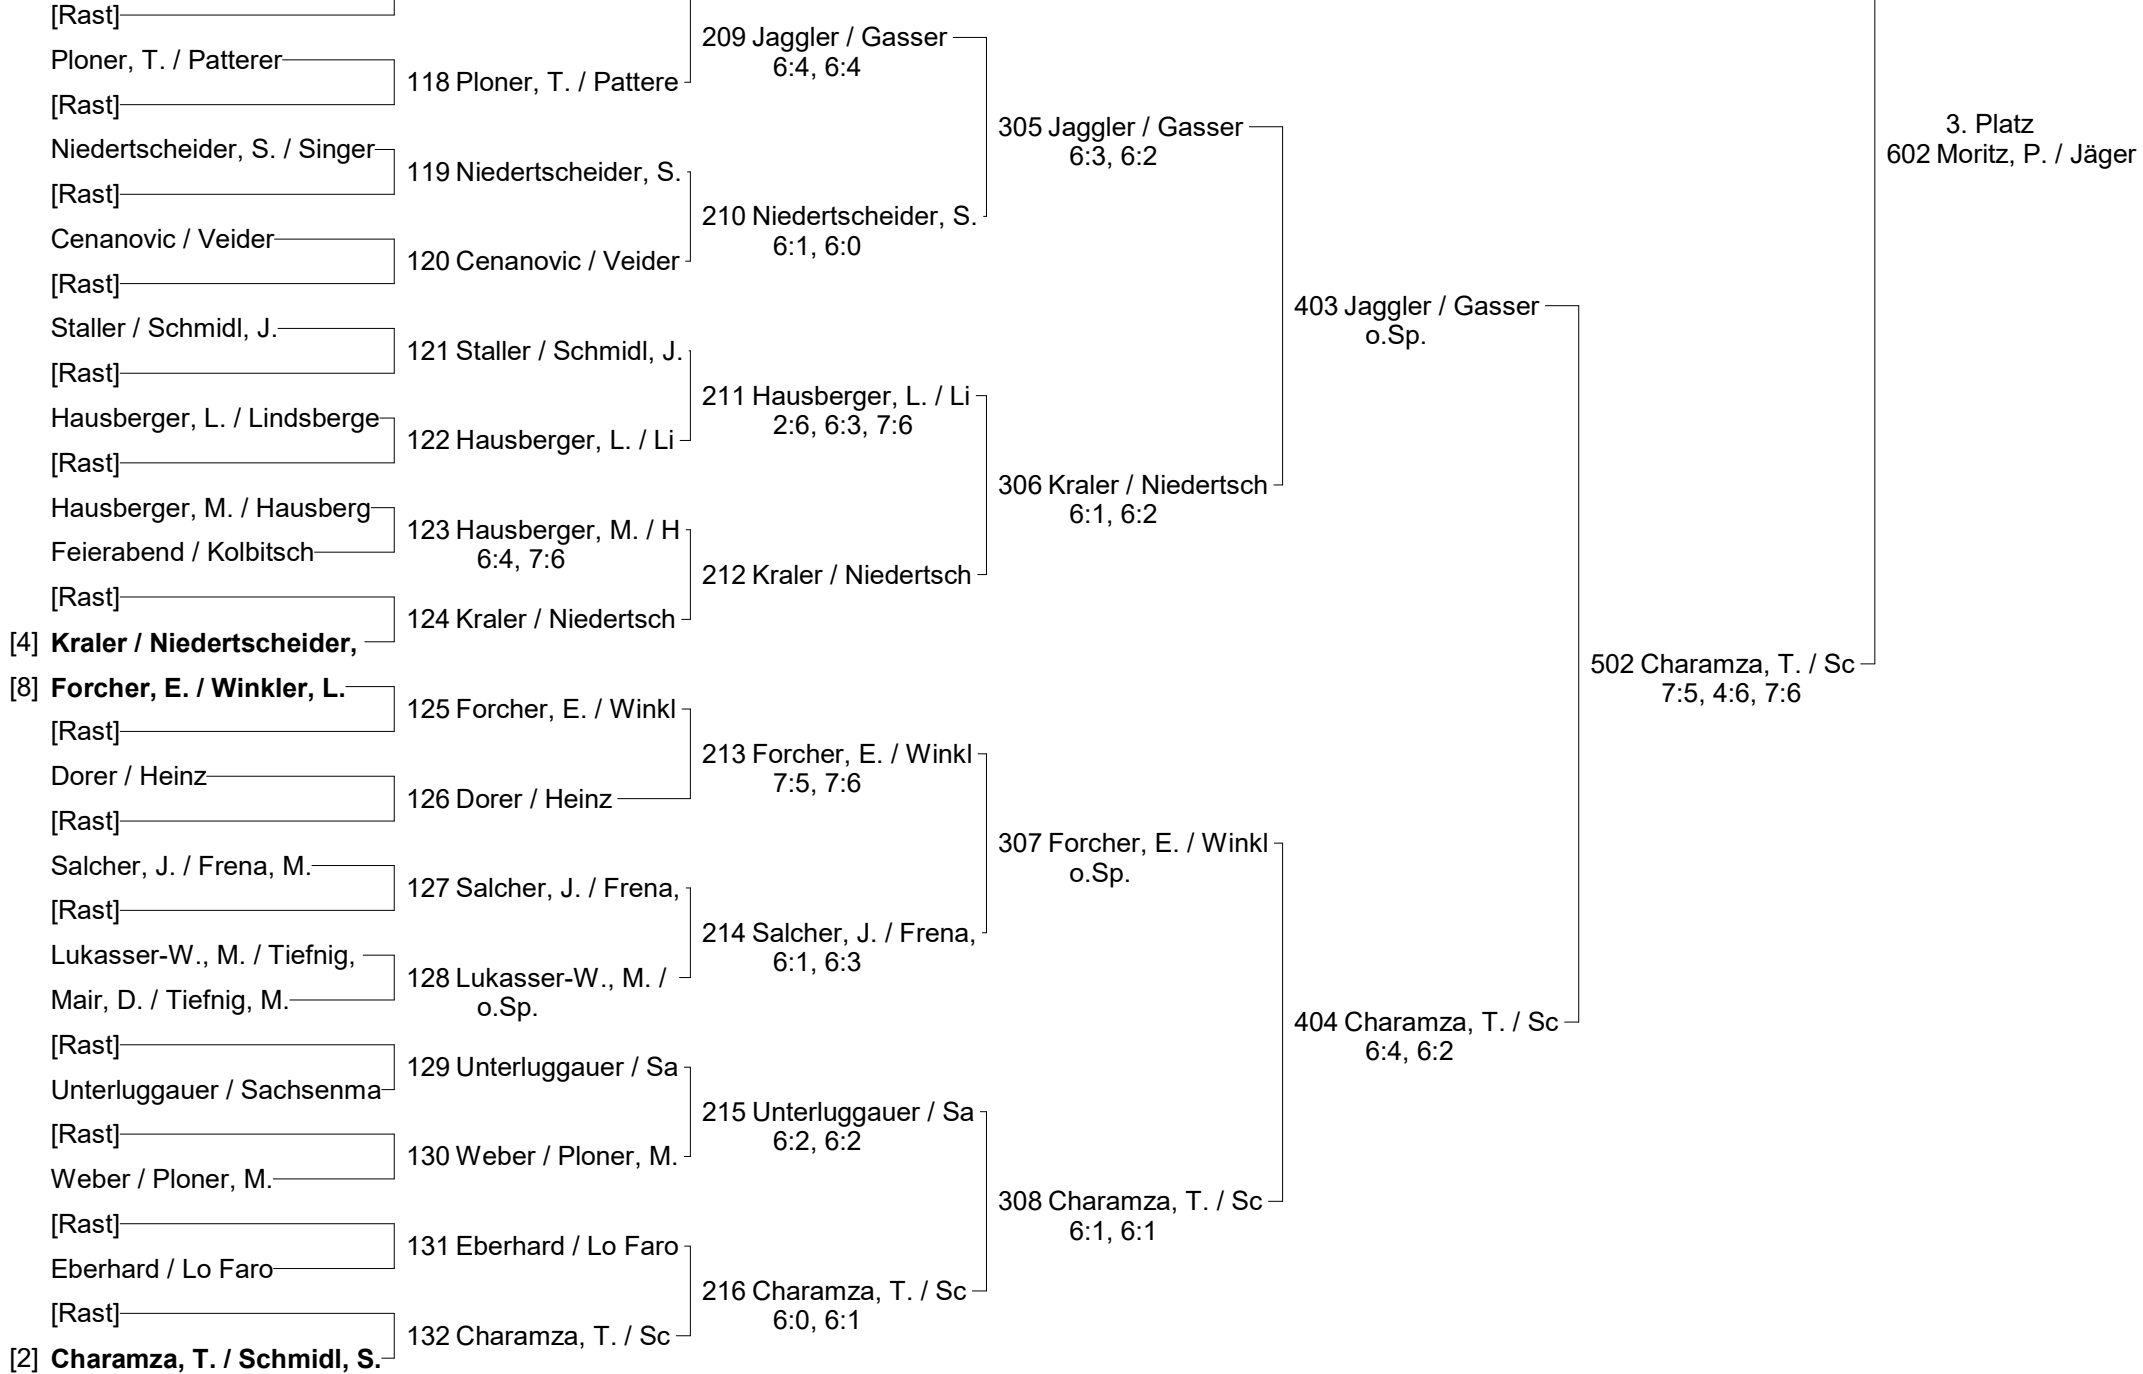 [Rast]
Ploner, T. / Patterer
[Rast]
Niedertscheider, S. / Singer
[Rast]
Cenanovic / Veider
[Rast]
Staller / Schmidl, J.
[Rast]
Hausberger, L. / Lindsberge
[Rast]
Hausberger, M. / Hausberg
Feierabend / Kolbitsch
[Rast]
[4] Kraler / Niedertscheider,
[8] Forcher, E. / Winkler, L.
[Rast]
Dorer / Heinz
[Rast]
Salcher, J. / Frena, M.
[Rast]
Lukasser-W., M. / Tiefnig,
Mair, D. / Tiefnig, M.
[Rast]
Unterluggauer / Sachsenma
[Rast]
Weber / Ploner, M.
[Rast]
Eberhard / Lo Faro
[Rast]
[2] Charamza, T. / Schmidl, S.
118 Ploner, T. / Pattere
119 Niedertscheider, S.
120 Cenanovic / Veider
121 Staller / Schmidl, J.
122 Hausberger, L. / Li
123 Hausberger, M. / H
6:4, 7:6
124 Kraler / Niedertsch
125 Forcher, E. / Winkl
126 Dorer / Heinz
127 Salcher, J. / Frena,
128 Lukasser-W., M. /
o.Sp.
129 Unterluggauer / Sa
130 Weber / Ploner, M.
131 Eberhard / Lo Faro
132 Charamza, T. / Sc
209 Jaggler / Gasser
6:4, 6:4
210 Niedertscheider, S.
6:1, 6:0
211 Hausberger, L. / Li
2:6, 6:3, 7:6
212 Kraler / Niedertsch
213 Forcher, E. / Winkl
7:5, 7:6
214 Salcher, J. / Frena,
6:1, 6:3
215 Unterluggauer / Sa
6:2, 6:2
216 Charamza, T. / Sc
6:0, 6:1
305 Jaggler / Gasser
6:3, 6:2
306 Kraler / Niedertsch
6:1, 6:2
307 Forcher, E. / Winkl
o.Sp.
308 Charamza, T. / Sc
6:1, 6:1
403 Jaggler / Gasser
o.Sp.
404 Charamza, T. / Sc
6:4, 6:2
502 Charamza, T. / Sc
7:5, 4:6, 7:6
3. Platz
602 Moritz, P. / Jäger